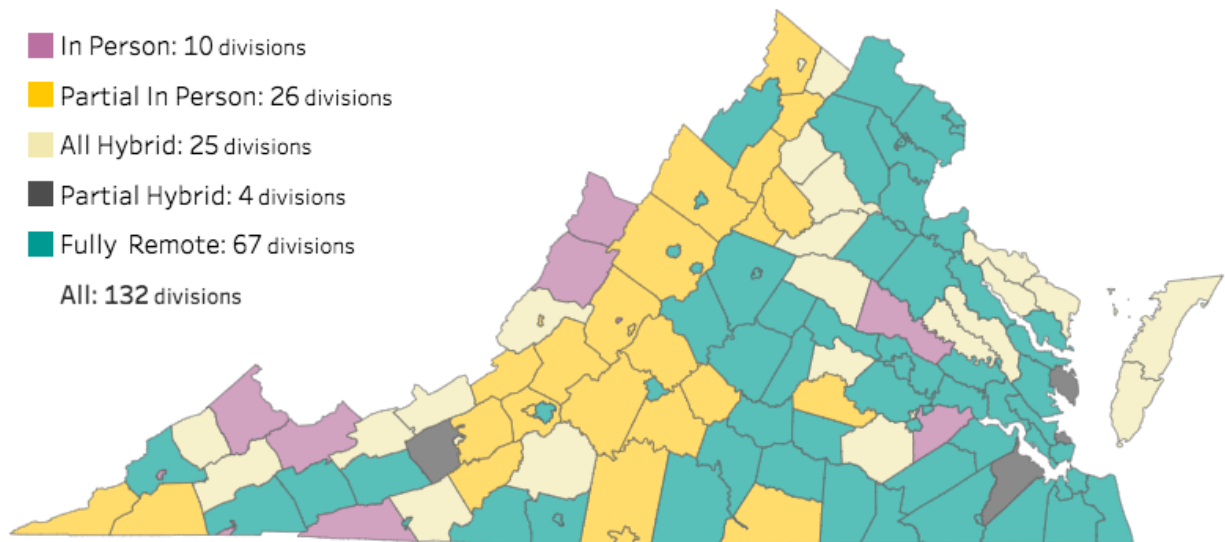 In Person: 10 divisions
Partial In Person: 26 divisions
All Hybrid: 25 divisions
Partial Hybrid: 4 divisions
Fully Remote: 67 divisions
All: 132 divisions